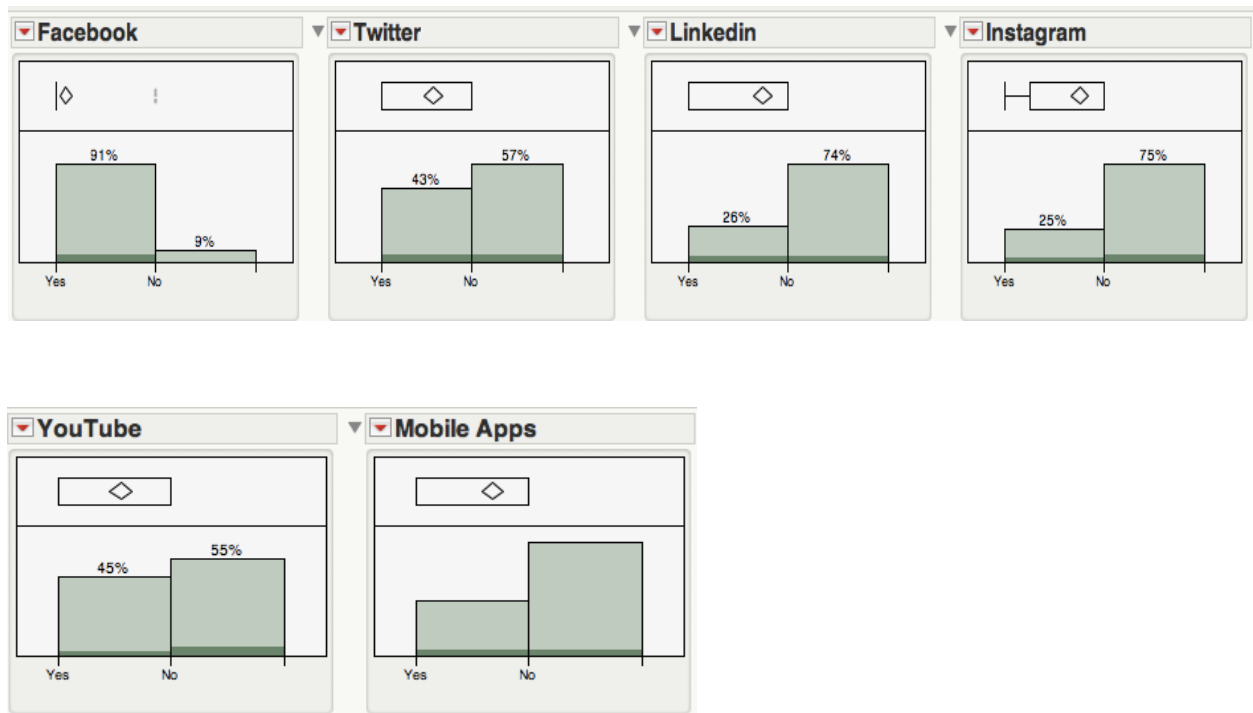 Facebook
Twitter
Linkedin
Instagram
91%
9%
Yes
No
43%
57%
Yes
No
26%
74%
Yes
No
25%
75%
Yes
No
YouTube
Mobile Apps
45%
55%
Yes
No
Yes
No